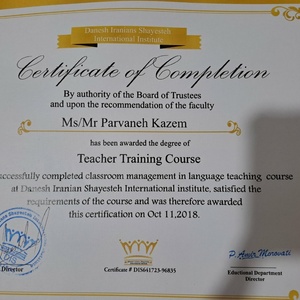 Danesh Iranians Shayesteh
International Institute
Certificate of Completion
By authority of the Board of Trustees
and upon the recommendation of the faculty
Ms/Mr Parvaneh Kazem
has been awarded the degree of
Teacher Training Course
uccessfully completed classroom management in language teaching course
at Danesh Iranian Shayesteh International institute, satisfied the
requirements of the course and was therefore awarded
this certification on Oct 11,2018.
P. Amir Morovati
Director
Certificate # DIS641723-96835
Eductional Department
Director